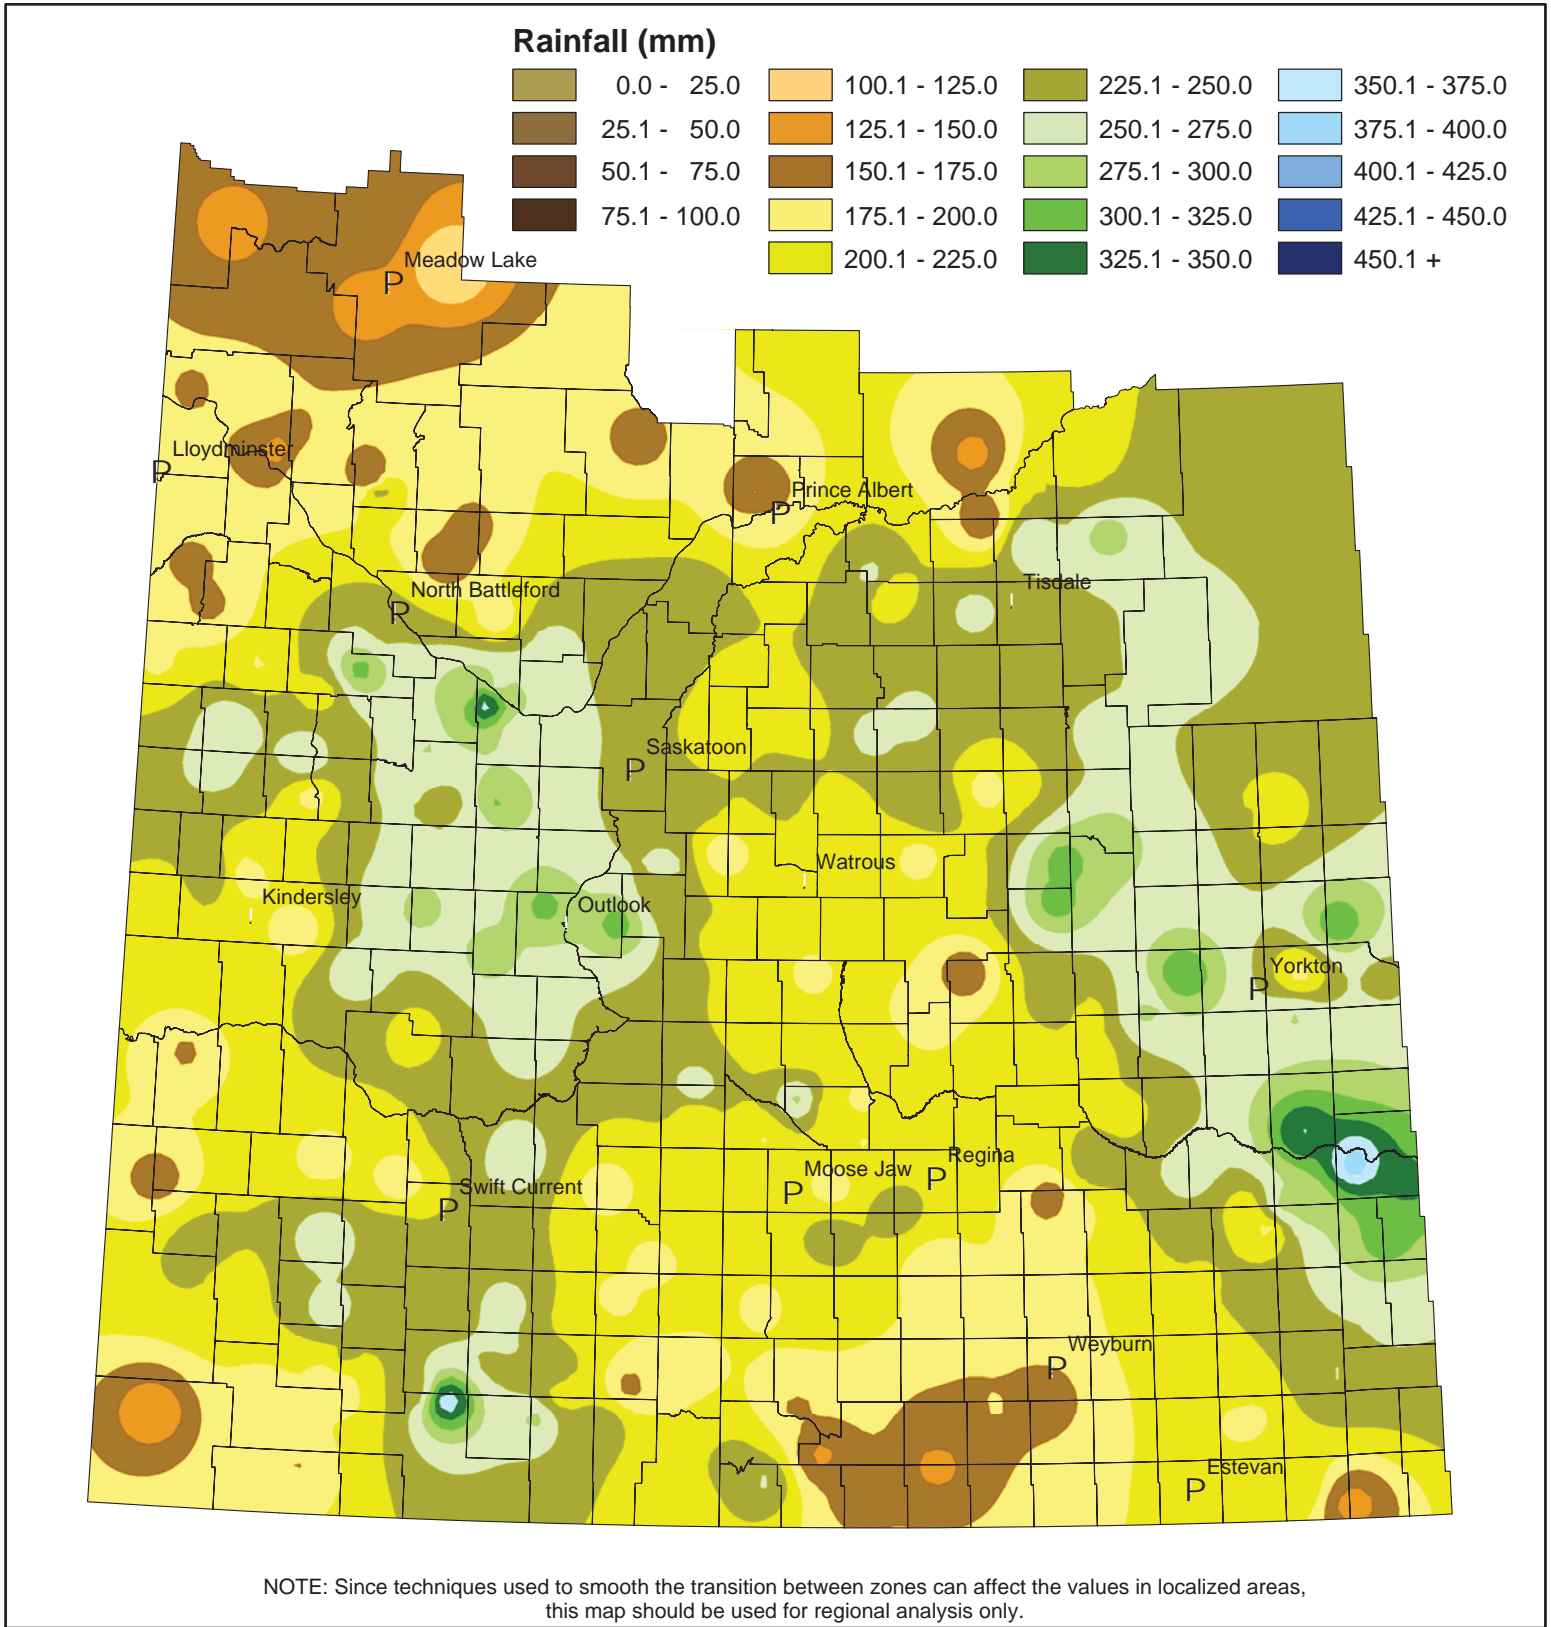 Rainfall (mm)
0.0 - 25.0
25.1 - 50.0
50.1 - 75.0
75.1 - 100.0
100.1 - 125.0
125.1 - 150.0
150.1 - 175.0
175.1 - 200.0
200.1 - 225.0
225.1 - 250.0
250.1 - 275.0
275.1 - 300.0
300.1 - 325.0
325.1 - 350.0
350.1 - 375.0
375.1 - 400.0
400.1 - 425.0
425.1 - 450.0
450.1 +
Meadow Lake
P
Lloydminster
P
Prince Albert
P
Tisdale
!
North Battleford
R
Saskatoon
P
Watrous
!
Kindersley
!
Outlook
!
Yorkton
P
Regina
P
Moose Jaw
P
Swift Current
P
Weyburn
P
Estevan
P
NOTE: Since techniques used to smooth the transition between zones can affect the values in localized areas,
this map should be used for regional analysis only.